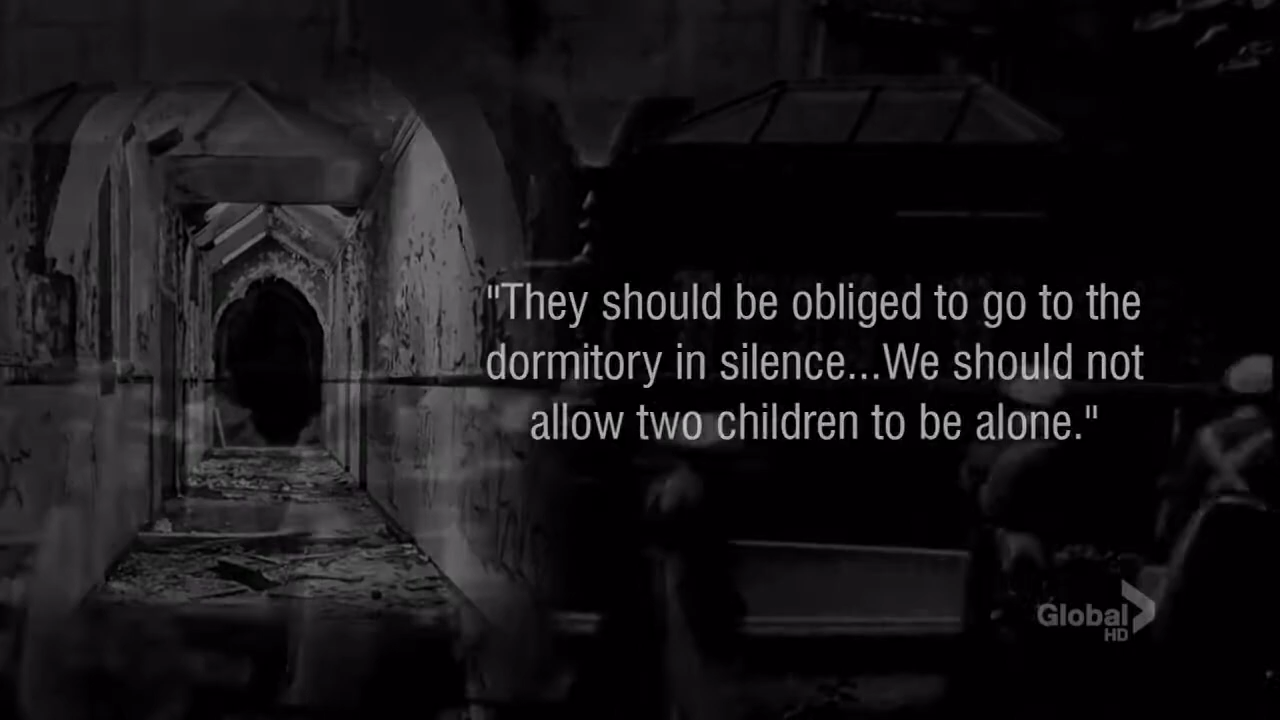 "They should be obliged to go to the
dormitory in silence...We should not
allow two children to be alone."
Global
HD